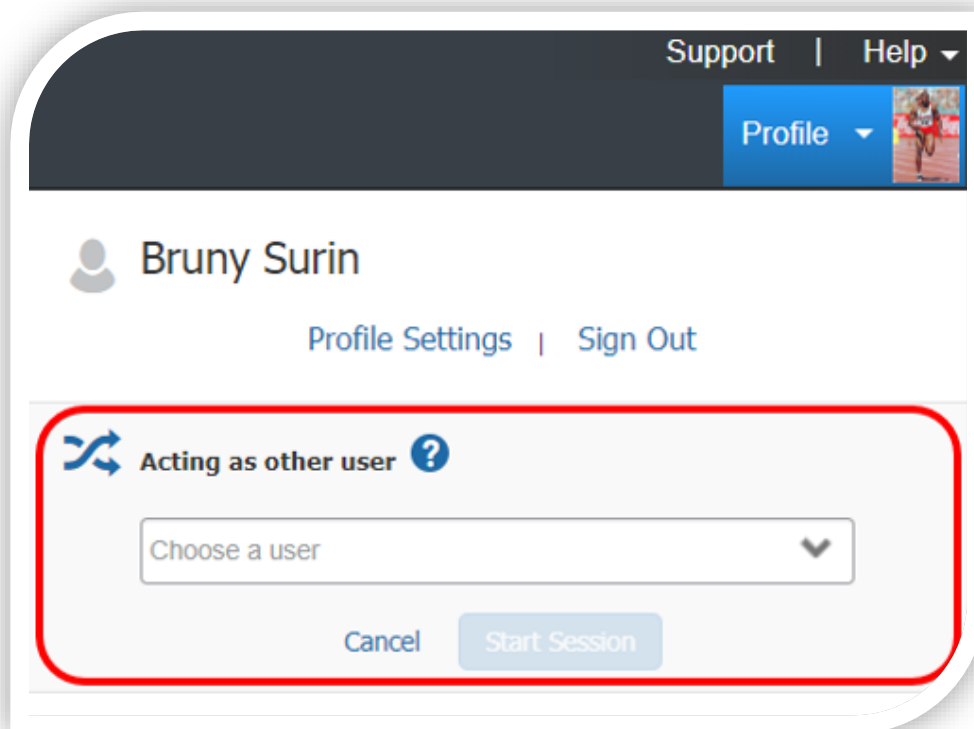 Support | Help
Profile
Bruny Surin
Profile Settings | Sign Out
Acting as other user ?
Choose a user
Cancel Start Session